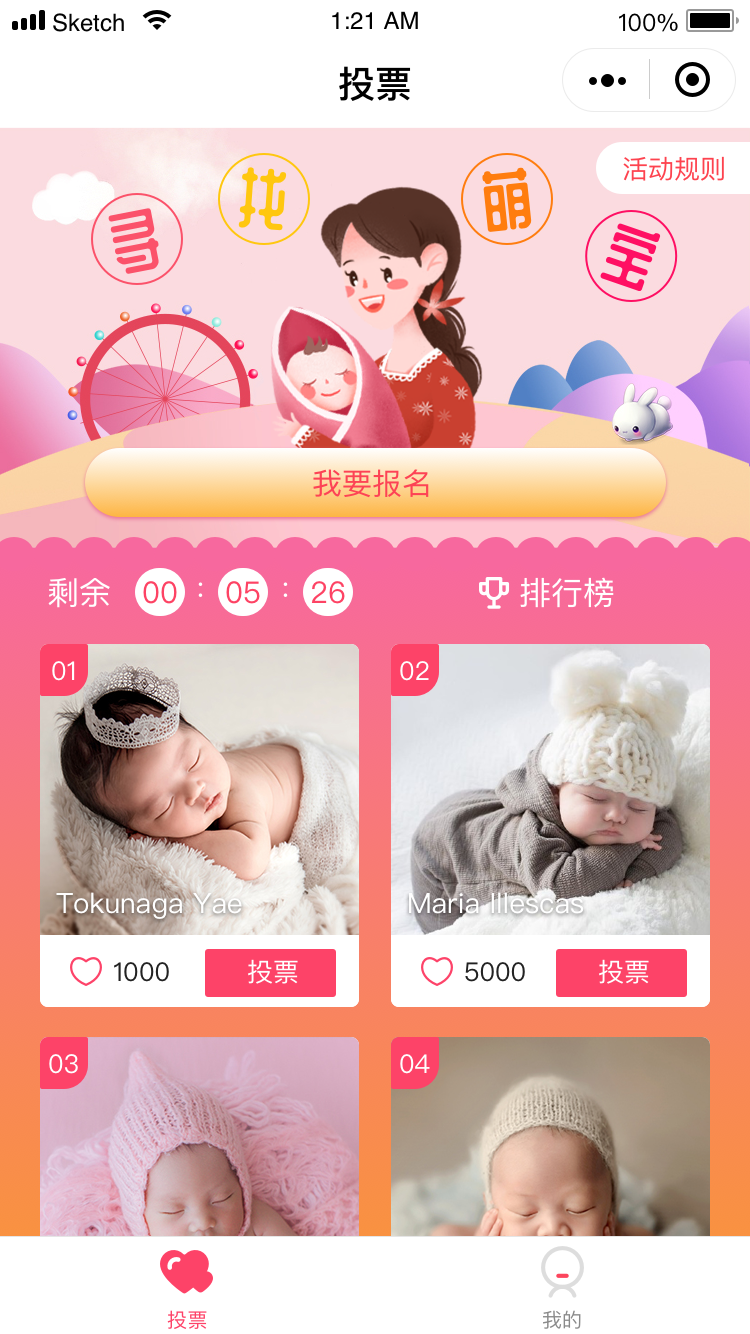 Sketch 1:21 AM 100%
投票
活动规则
寻找萌宝
我要报名
剩余 00 : 05 : 26 排行榜
01
02
Tokunaga Yae
Maria Illescas
1000 投票
5000 投票
03
04
投票
我的